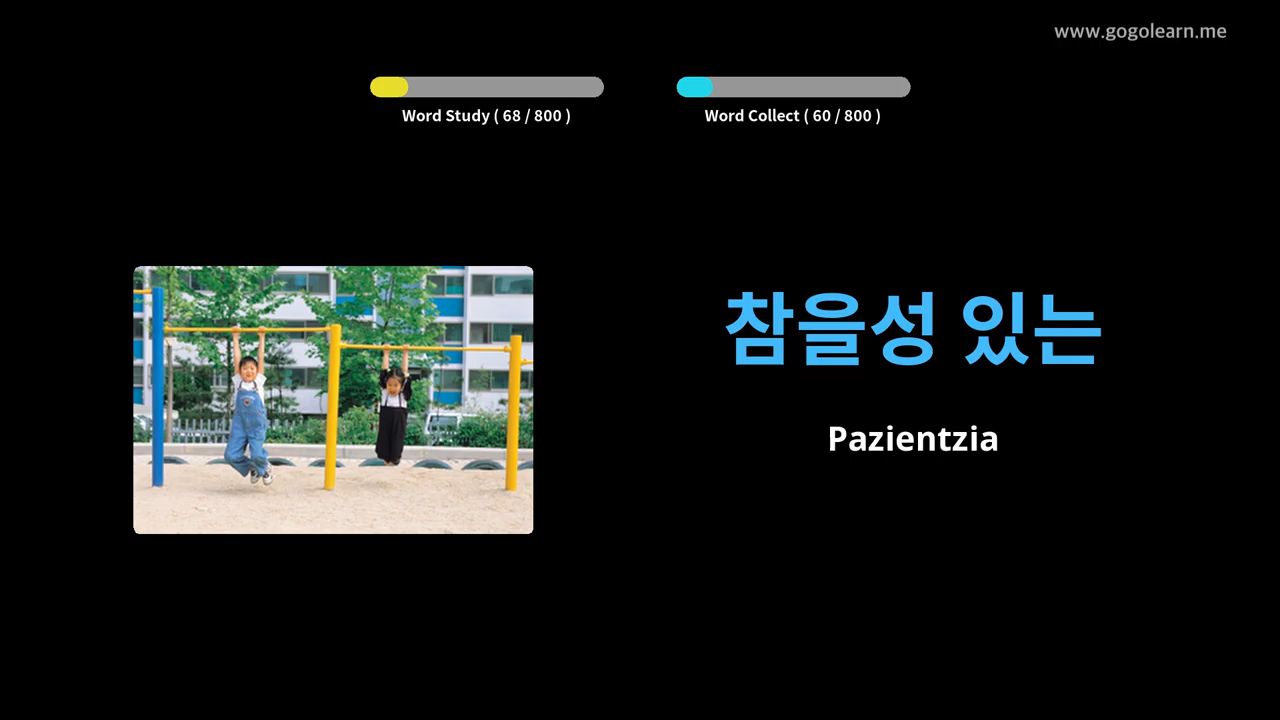 www.gogolearn.me
Word Study ( 68 / 800 )
Word Collect ( 60 / 800 )
참을성 있는
Pazientzia